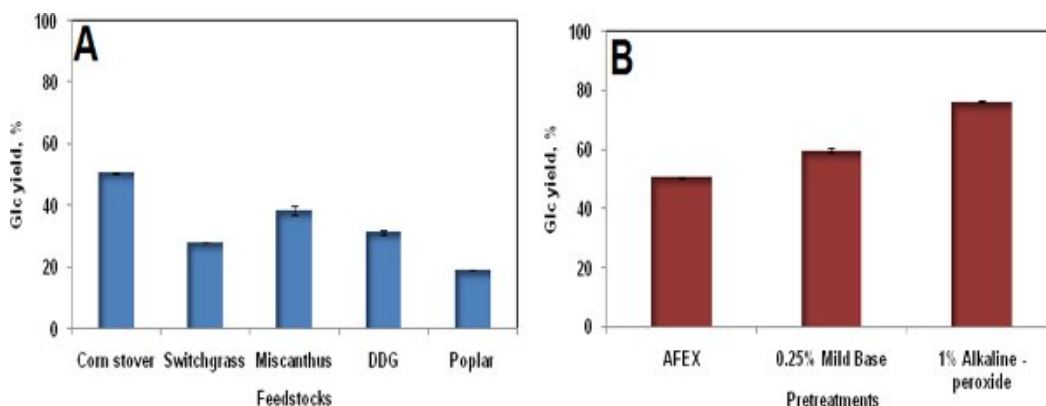 A
Glc yield, %
100
80
60
40
20
0
Corn stover Switchgrass Miscanthus DDG Poplar
Feedstocks
B
Glc yield, %
100
80
60
40
20
0
AFEX 0.25% Mild Base 1% Alkaline -
peroxide
Pretreatments